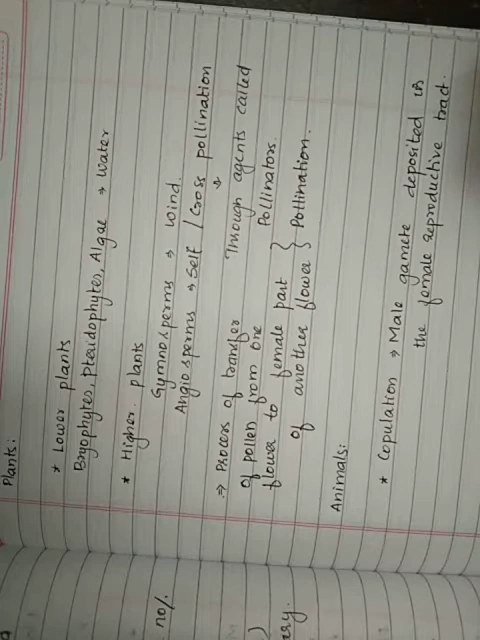 Plants:
* Lower plants
Bryophytes, Pteidophytes, Algae → Water
* Higher plants
Gymnosperms → Wind.
Angiosperms → Self / Cross pollination
⇒ Process of transfer Through agents called
of pollen from one Pollinators.
flower to female part } Pollination.
of another flower
Animals:
* Copulation → Male gamete deposited in
the female reproductive tract.
no/.
)
ery.